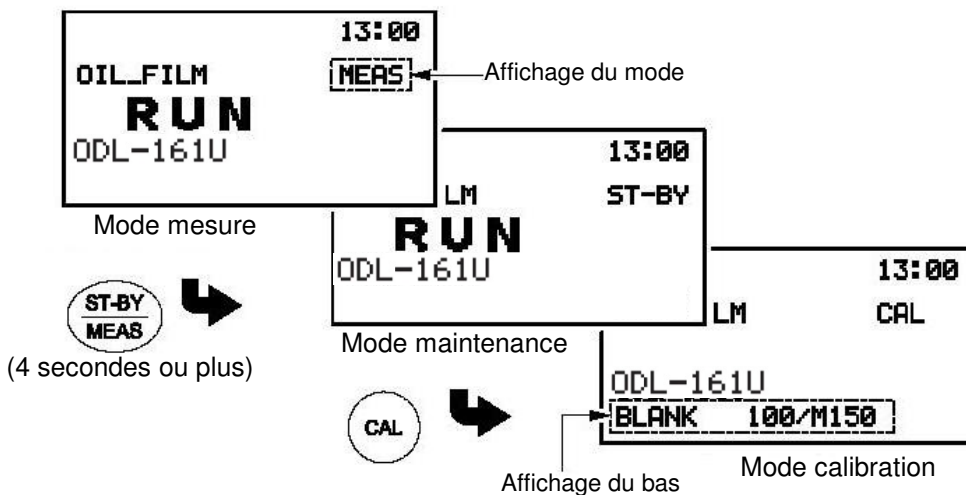 13:00
OIL_FILM MEAS
Affichage du mode
RUN
ODL-161U
Mode mesure
13:00
LM ST-BY
RUN
ODL-161U
Mode maintenance
ST-BY
MEAS
(4 secondes ou plus)
13:00
LM CAL
ODL-161U
BLANK 100/M150
Mode calibration
CAL
Affichage du bas